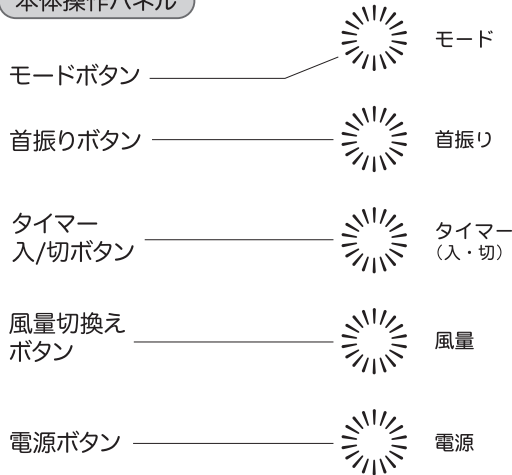 本体操作パネル
モード
モードボタン
首振りボタン
首振り
タイマー
入/切ボタン
タイマー
（入・切）
風量切換え
ボタン
風量
電源ボタン
電源